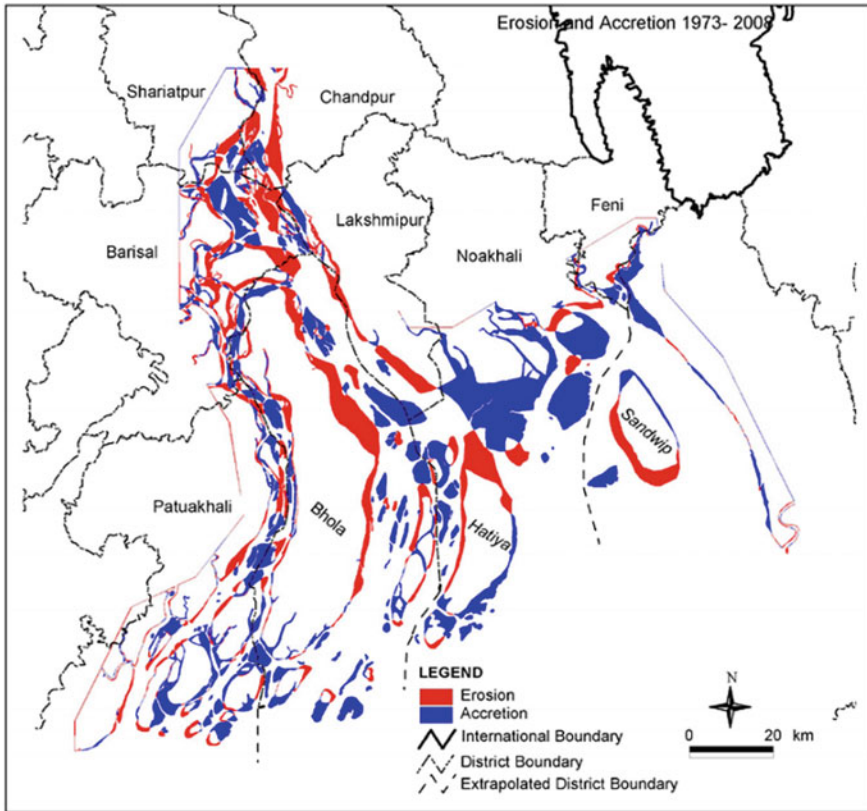 Erosion and Accretion 1973- 2008
Shariatpur
Chandpur
Feni
Lakshmipur
Barisal
Noakhali
Sandwip
Patuakhali
Bhola
Hatiya
LEGEND
Erosion
Accretion
International Boundary
District Boundary
Extrapolated District Boundary
N
0 20 km